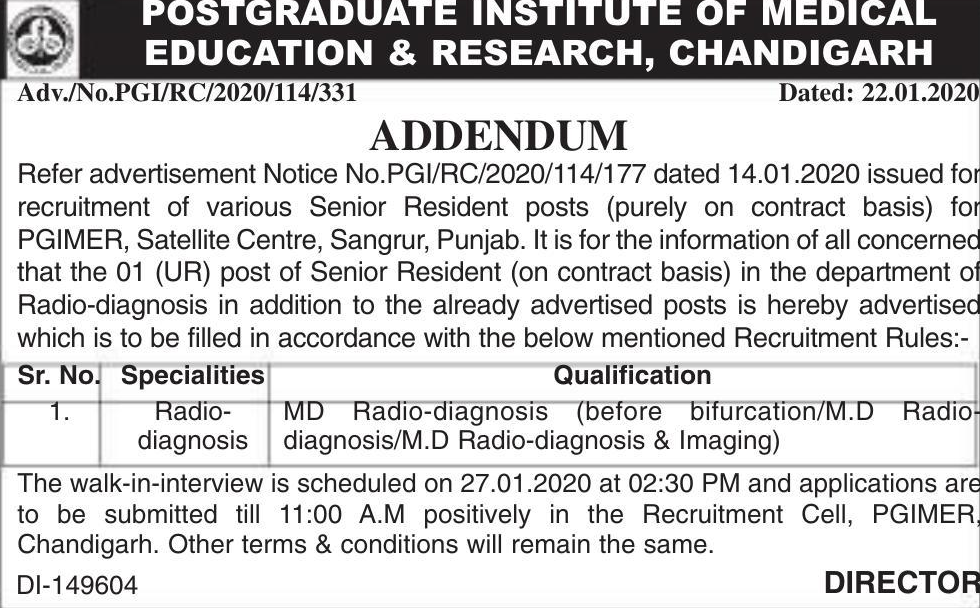 POSTGRADUATE INSTITUTE OF MEDICAL
EDUCATION & RESEARCH, CHANDIGARH
Adv./No.PGI/RC/2020/114/331 Dated: 22.01.2020
ADDENDUM
Refer advertisement Notice No.PGI/RC/2020/114/177 dated 14.01.2020 issued for
recruitment of various Senior Resident posts (purely on contract basis) for
PGIMER, Satellite Centre, Sangrur, Punjab. It is for the information of all concerned
that the 01 (UR) post of Senior Resident (on contract basis) in the department of
Radio-diagnosis in addition to the already advertised posts is hereby advertised
which is to be filled in accordance with the below mentioned Recruitment Rules:-
Sr. No. Specialities Qualification
1. Radio- MD Radio-diagnosis (before bifurcation/M.D Radio-
diagnosis diagnosis/M.D Radio-diagnosis & Imaging)
The walk-in-interview is scheduled on 27.01.2020 at 02:30 PM and applications are
to be submitted till 11:00 A.M positively in the Recruitment Cell, PGIMER,
Chandigarh. Other terms & conditions will remain the same.
DI-149604 DIRECTOR